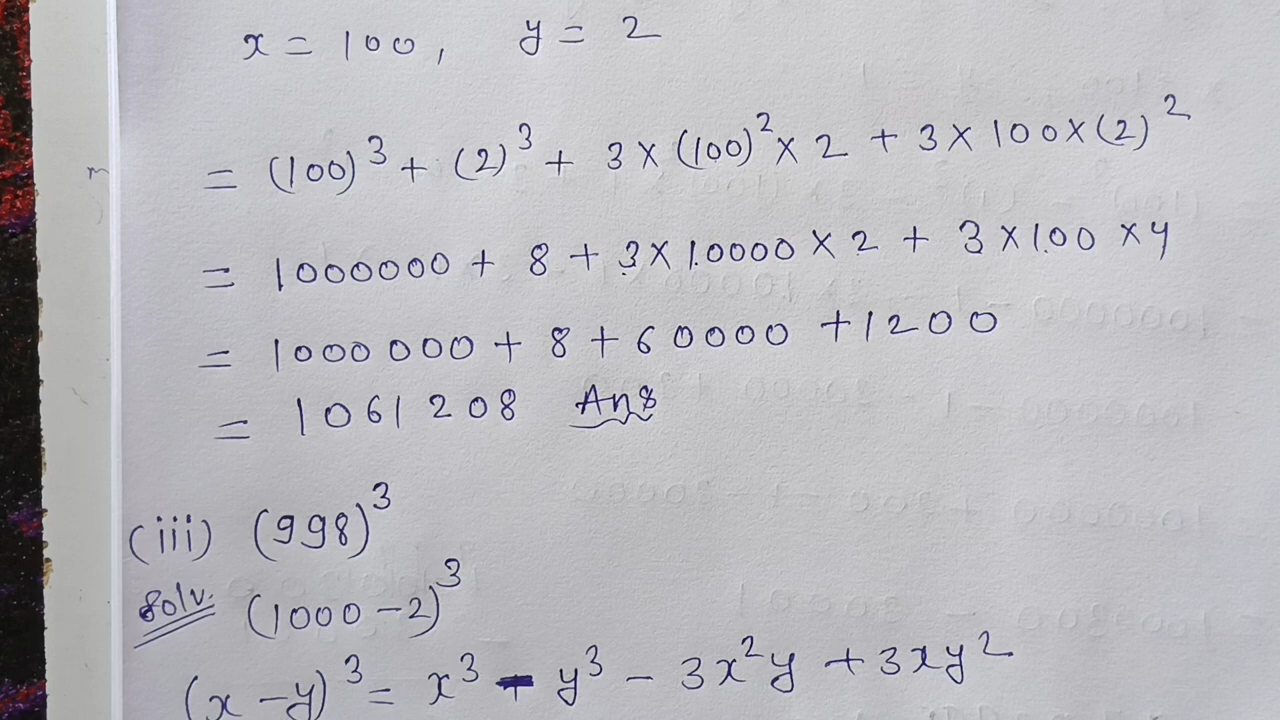 x = 100, y = 2
= (100)³ + (2)³ + 3 × (100)² × 2 + 3 × 100 × (2)²
= 1000000 + 8 + 3 × 10000 × 2 + 3 × 100 × 4
= 1000000 + 8 + 60000 + 1200
= 1061208 Ans
(iii) (998)³
Solv. (1000 - 2)³
(x - y)³ = x³ - y³ - 3x²y + 3xy²